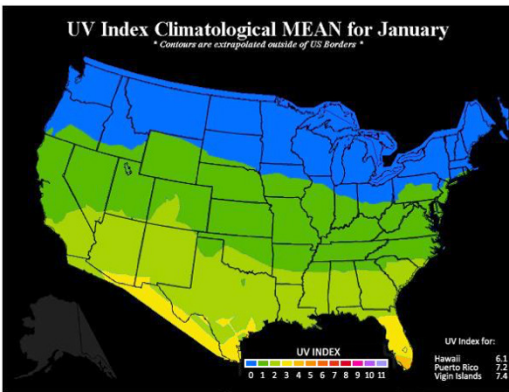 UV Index Climatological MEAN for January
* Contours are extrapolated outside of US Borders *
UV INDEX
0 1 2 3 4 5 6 7 8 9 10 11
UV Index for:
Hawaii 6.1
Puerto Rico 7.2
Vigin Islands 7.4